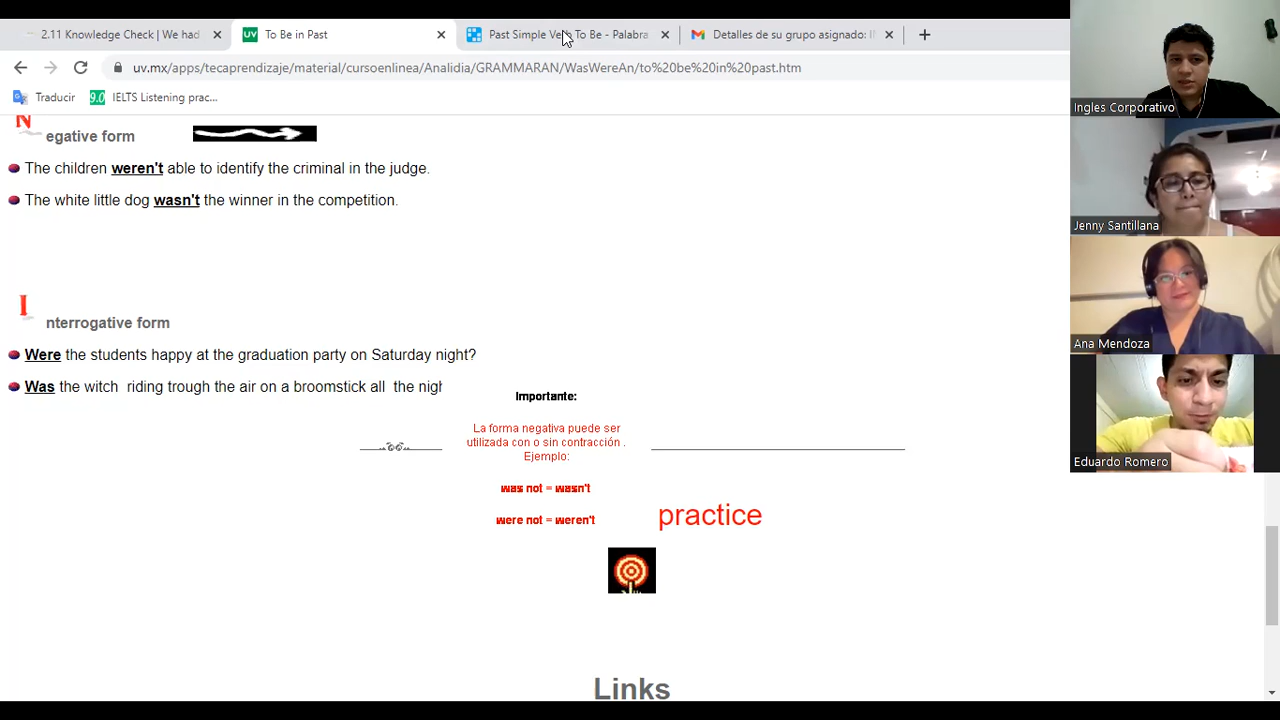 2.11 Knowledge Check | We had
To Be in Past
Past Simple Verb To Be - Palabra
Detalles de su grupo asignado: I
uv.mx/apps/tecaprendizaje/material/cursoenlinea/Analidia/GRAMMARAN/WasWereAn/to%20be%20in%20past.htm
Traducir
9.0 IELTS Listening prac...
Negative form
The children weren't able to identify the criminal in the judge.
The white little dog wasn't the winner in the competition.
Interrogative form
Were the students happy at the graduation party on Saturday night?
Was the witch riding trough the air on a broomstick all the nigh
Importante:
La forma negativa puede ser
utilizada con o sin contracción .
Ejemplo:
was not = wasn't
were not = weren't
practice
Links
Ingles Corporativo
Jenny Santillana
Ana Mendoza
Eduardo Romero